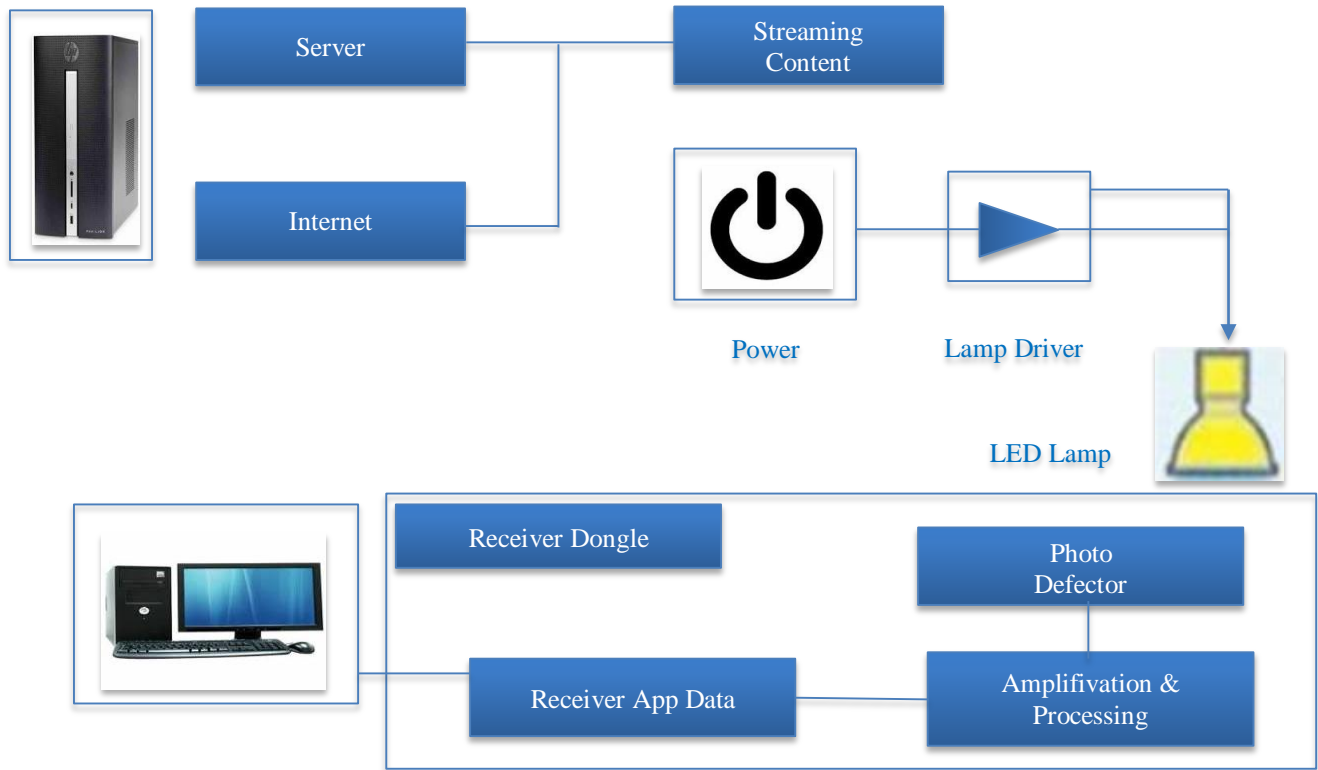 Server
Streaming
Content
Internet
Power
Lamp Driver
LED Lamp
Receiver Dongle
Photo
Defector
Receiver App Data
Amplifivation &
Processing